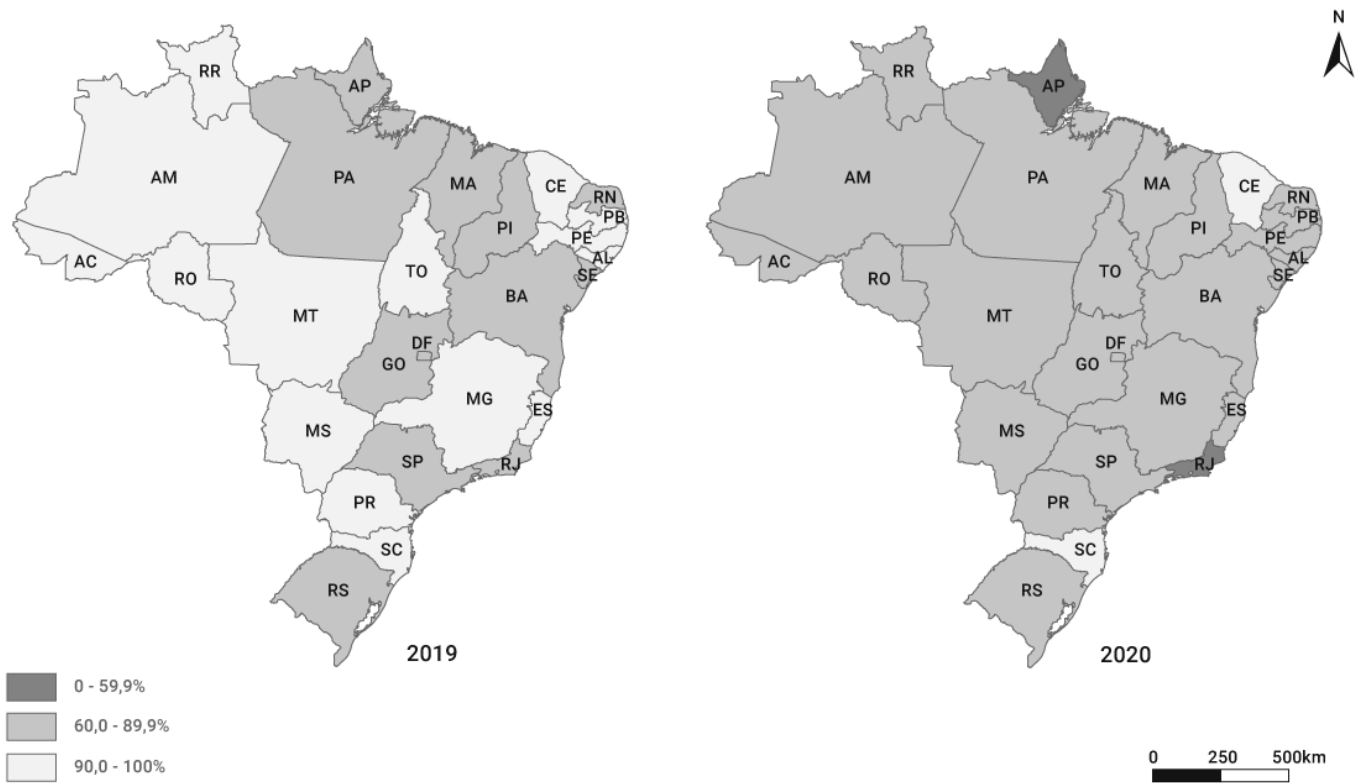 N
RR
AP
AM
PA
MA
CE
RN
PB
PI
PE
AL
SE
AC
RO
TO
BA
MT
DF
GO
MG
ES
MS
SP
RJ
PR
SC
RS
2019
RR
AP
AM
PA
MA
CE
RN
PB
PI
PE
AL
SE
AC
RO
TO
BA
MT
DF
GO
MG
ES
MS
SP
RJ
PR
SC
RS
2020
0 - 59,9%
60,0 - 89,9%
90,0 - 100%
0 250 500km